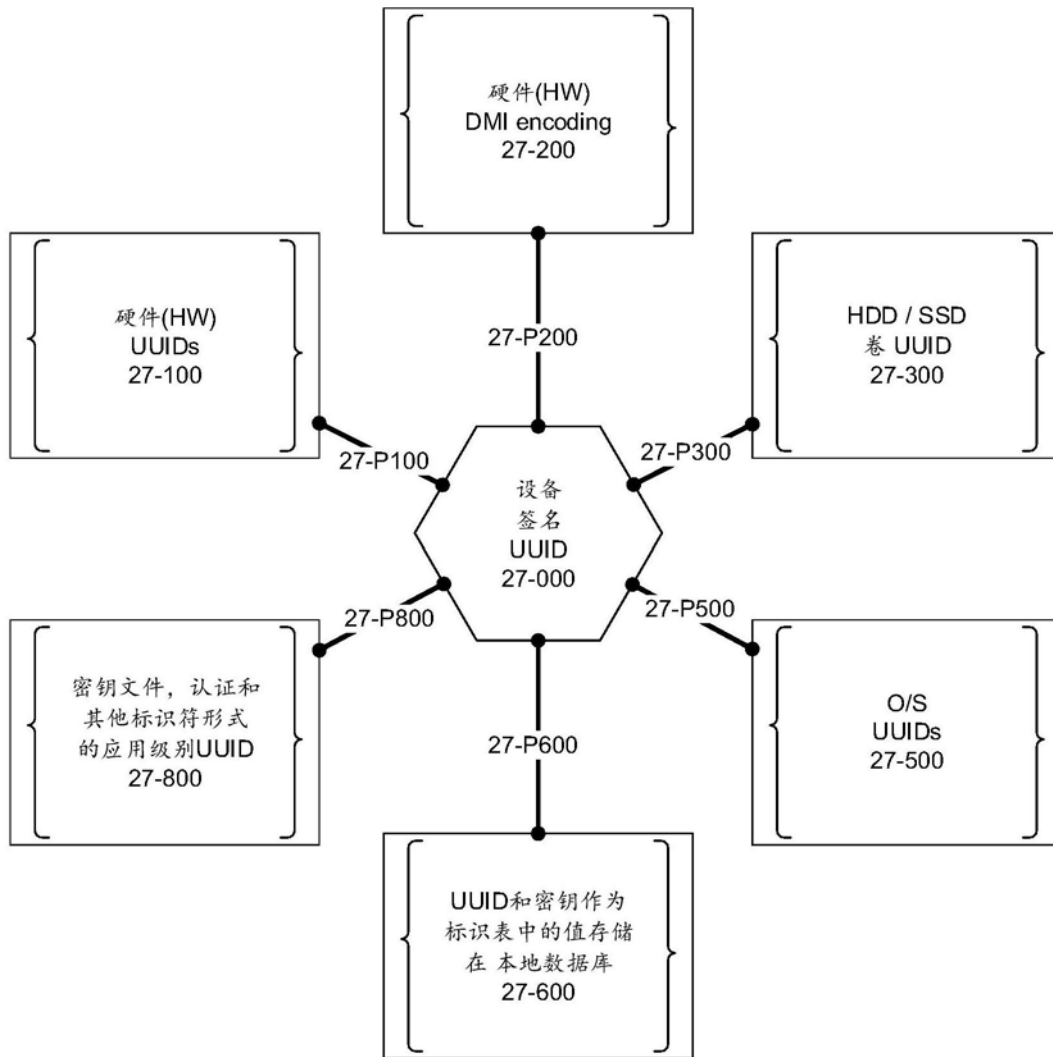 硬件(HW)
DMI encoding
27-200
硬件(HW)
UUIDs
27-100
27-P200
HDD / SSD
卷 UUID
27-300
27-P100
27-P300
设备
签名
UUID
27-000
27-P800
27-P500
密钥文件，认证和
其他标识符形式
的应用级别UUID
27-800
27-P600
O/S
UUIDs
27-500
UUID和密钥作为
标识表中的值存储
在 本地数据库
27-600